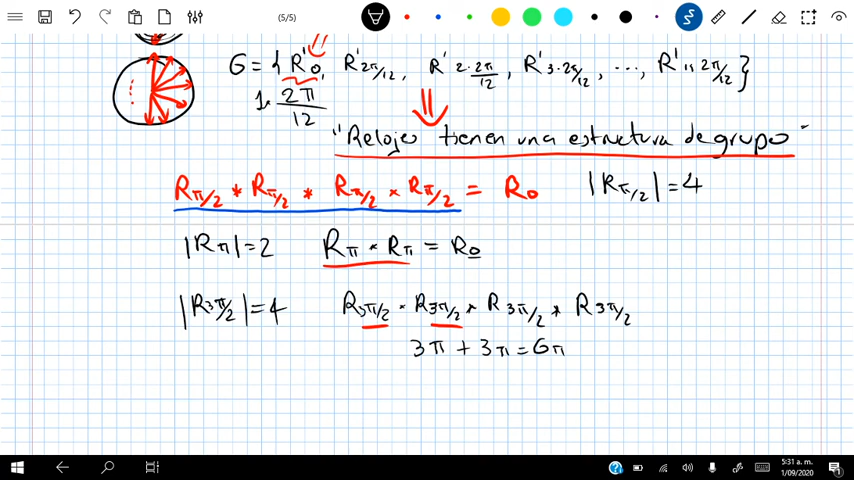 (5/5)
G = { R'0, R'2π/12, R'2·2π/12, R'3·2π/12, ..., R'11 2π/12 }
1· 2π/12
"Reloje tienen una estructura de grupo"
Rπ/2 * Rπ/2 * Rπ/2 * Rπ/2 = R0 |Rπ/2| = 4
|Rπ| = 2 Rπ * Rπ = R0
|R3π/2| = 4 R3π/2 * R3π/2 * R3π/2 * R3π/2
3π + 3π = 6π
5:31 a. m.
1/09/2020